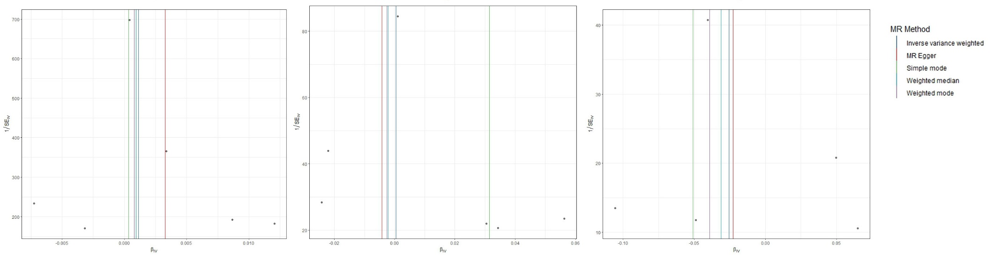 700
600
500
400
300
200
1/SE_IV
-0.005
0.000
0.005
0.010
β_IV
80
60
40
20
1/SE_IV
-0.02
0.00
0.02
0.04
0.06
β_IV
40
30
20
10
1/SE_IV
-0.10
-0.05
0.00
0.05
β_IV
MR Method
Inverse variance weighted
MR Egger
Simple mode
Weighted median
Weighted mode